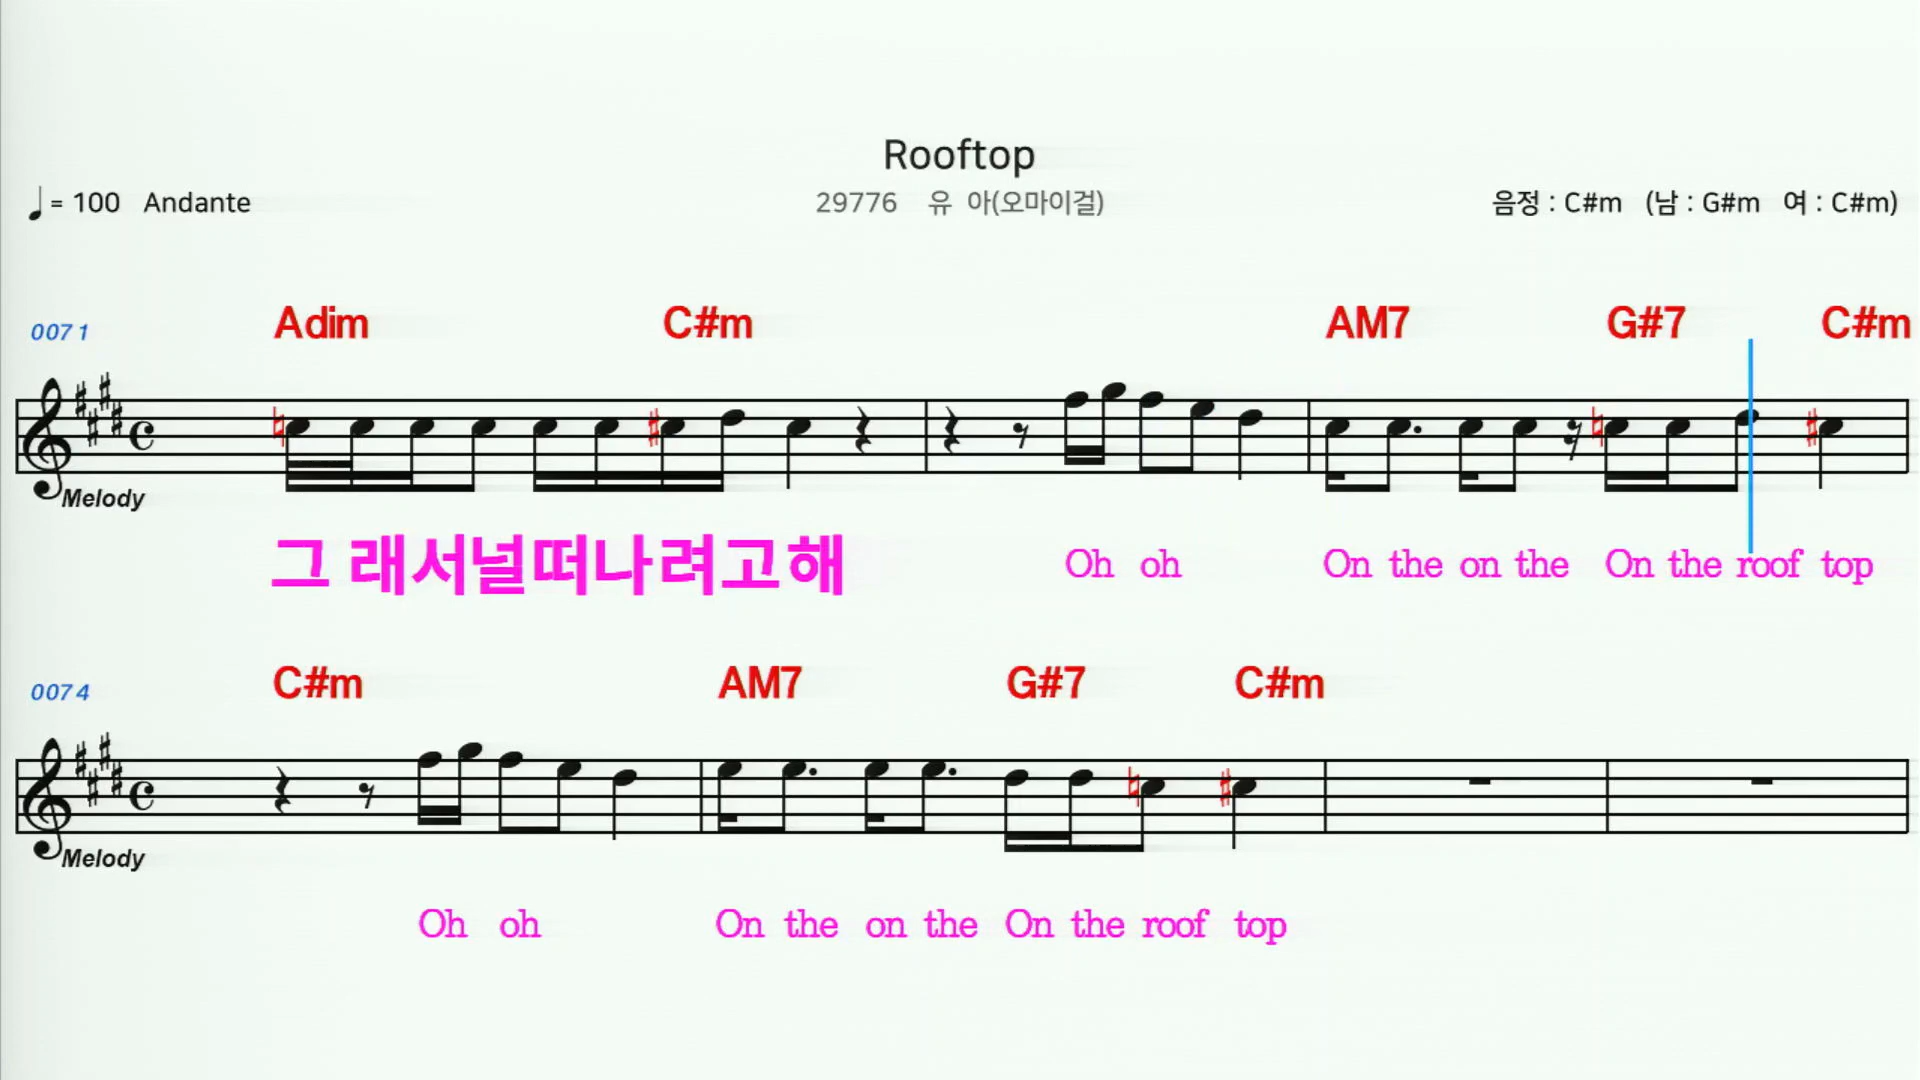 Rooftop
♩ = 100 Andante
29776 유 아(오마이걸)
음정 : C#m (남 : G#m 여 : C#m)
0071
Adim C#m AM7 G#7 C#m
Melody
그 래서널떠나려고해 Oh oh On the on the On the roof top
0074
C#m AM7 G#7 C#m
Melody
Oh oh On the on the On the roof top